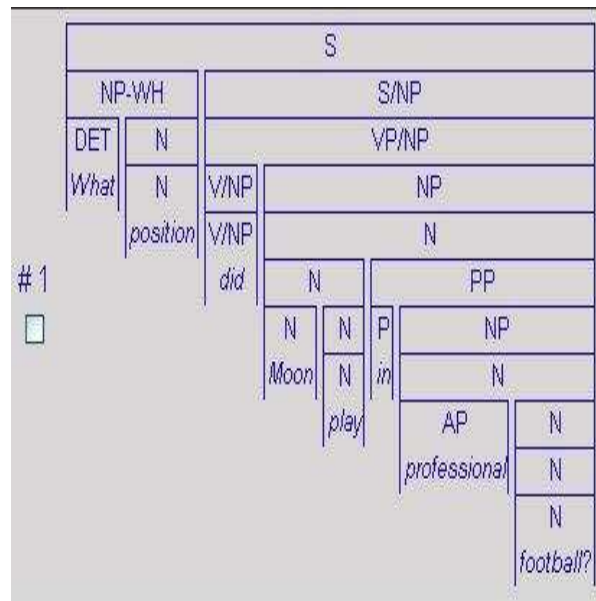 S
NP-WH S/NP
DET N VP/NP
What N V/NP NP
position V/NP N
# 1 did N PP
N N P NP
Moon N in N
play AP N
professional N
N
football?